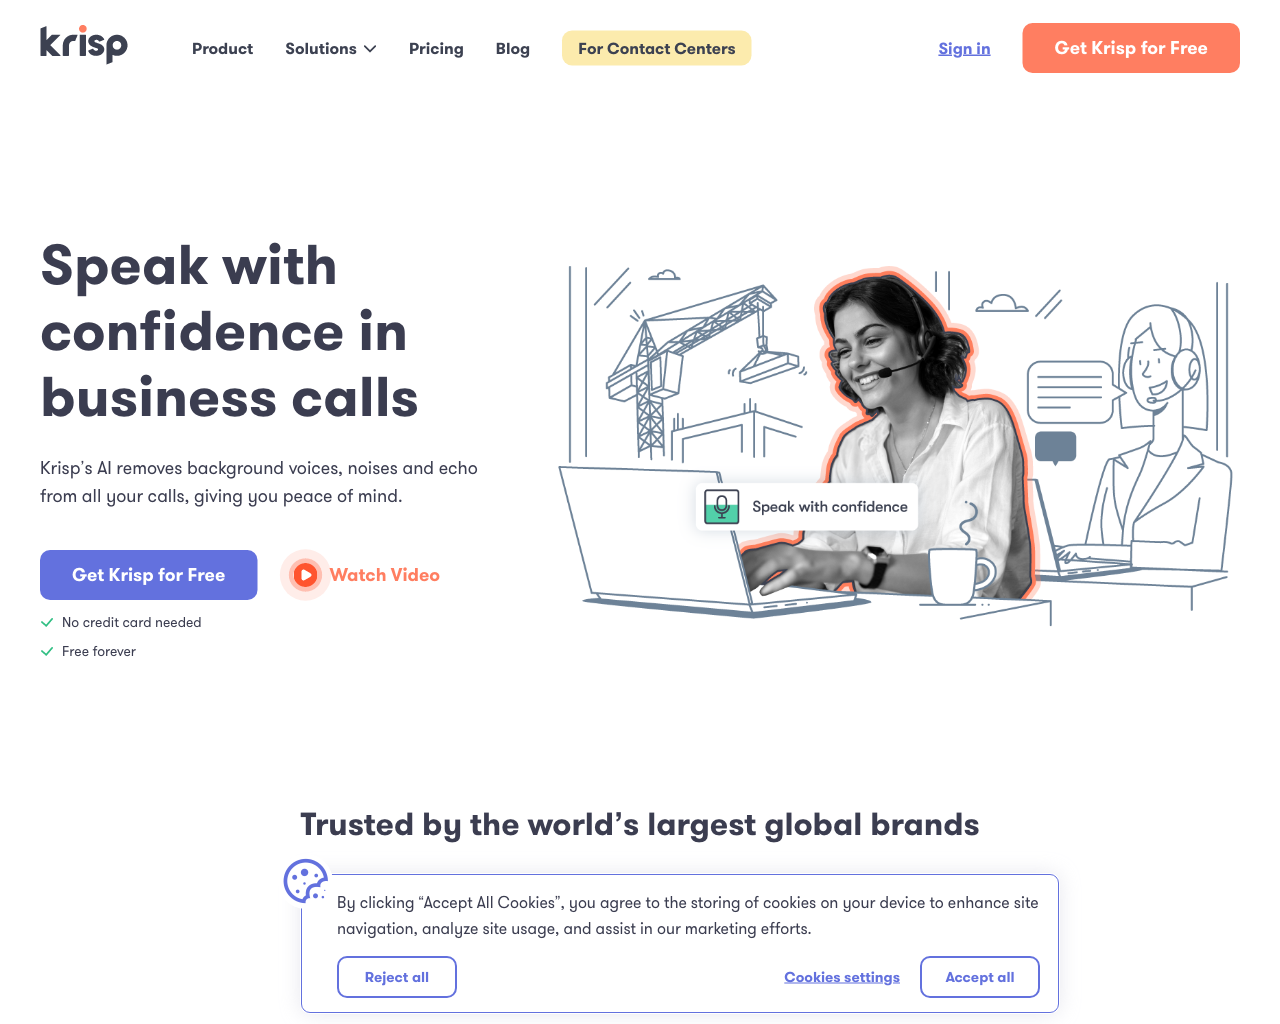 krisp
Product
Solutions
Pricing
Blog
For Contact Centers
Sign in
Get Krisp for Free
Speak with
confidence in
business calls
Krisp's AI removes background voices, noises and echo
from all your calls, giving you peace of mind.
Get Krisp for Free
Watch Video
No credit card needed
Free forever
Speak with confidence
Trusted by the world’s largest global brands
By clicking “Accept All Cookies”, you agree to the storing of cookies on your device to enhance site
navigation, analyze site usage, and assist in our marketing efforts.
Reject all
Cookies settings
Accept all